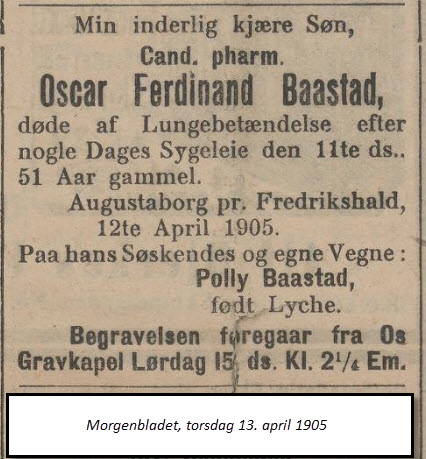 Min inderlig kjære Søn,
Cand. pharm.
Oscar Ferdinand Baastad,
døde af Lungebetændelse efter
nogle Dages Sygeleie den 11te ds..
51 Aar gammel.
Augustaborg pr. Fredrikshald,
12te April 1905.
Paa hans Søskendes og egne Vegne:
Polly Baastad,
født Lyche.
Begravelsen foregaar fra Os
Gravkapel Lørdag 15 ds. Kl. 2¼ Em.
Morgenbladet, torsdag 13. april 1905